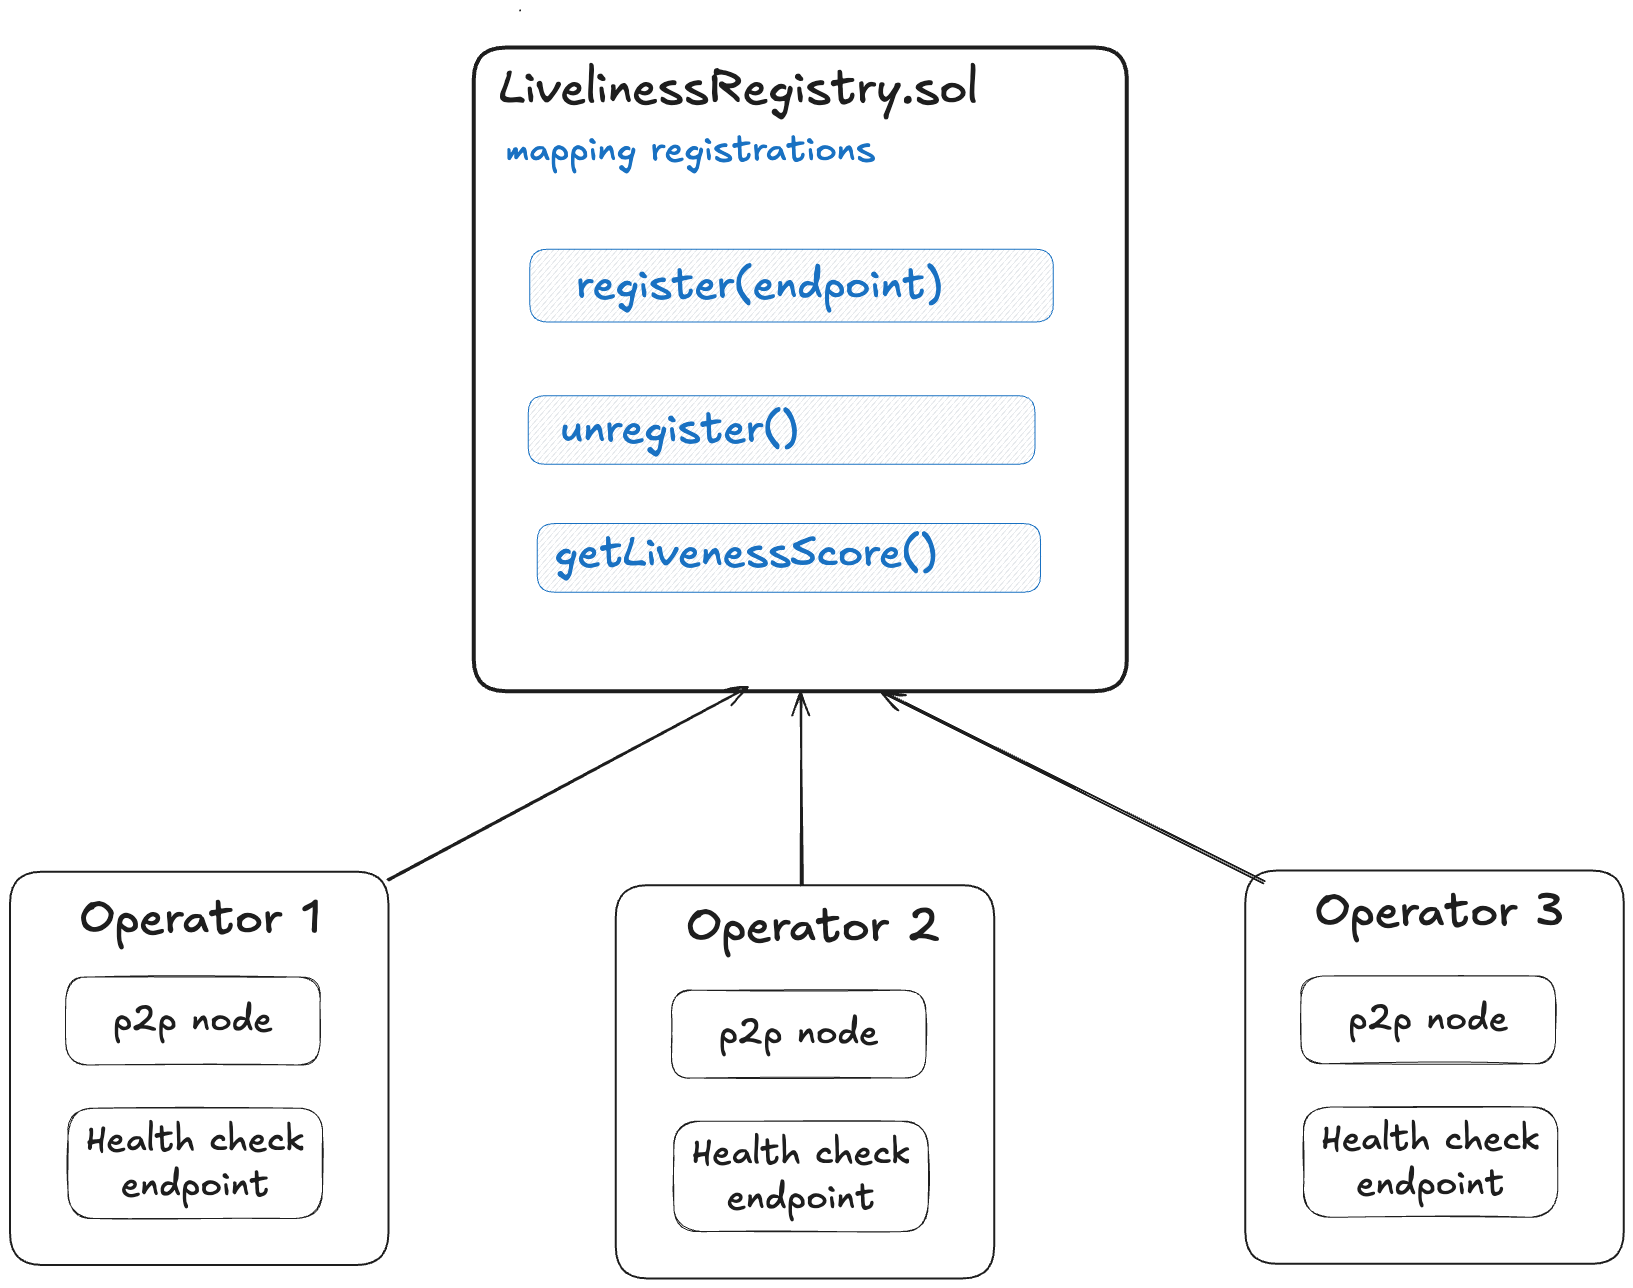 LivelinessRegistry.sol
mapping registrations
register(endpoint)
unregister()
getLivenessScore()
Operator 1
p2p node
Health check
endpoint
Operator 2
p2p node
Health check
endpoint
Operator 3
p2p node
Health check
endpoint